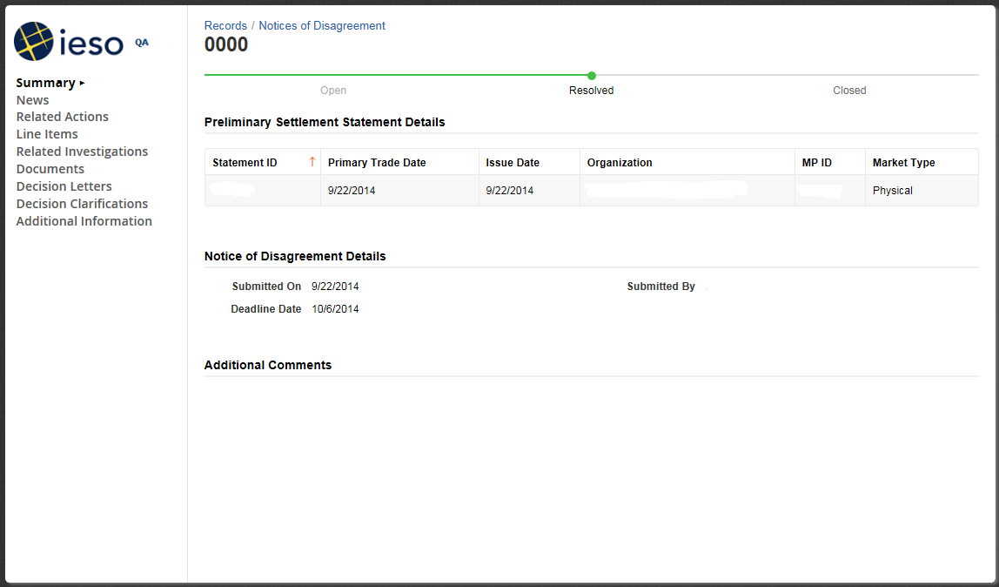 ieso QA
Summary ▸
News
Related Actions
Line Items
Related Investigations
Documents
Decision Letters
Decision Clarifications
Additional Information
Records / Notices of Disagreement
0000
Open Resolved Closed
Preliminary Settlement Statement Details
Statement ID ↑ Primary Trade Date Issue Date Organization MP ID Market Type
9/22/2014 9/22/2014 Physical
Notice of Disagreement Details
Submitted On 9/22/2014 Submitted By
Deadline Date 10/6/2014
Additional Comments